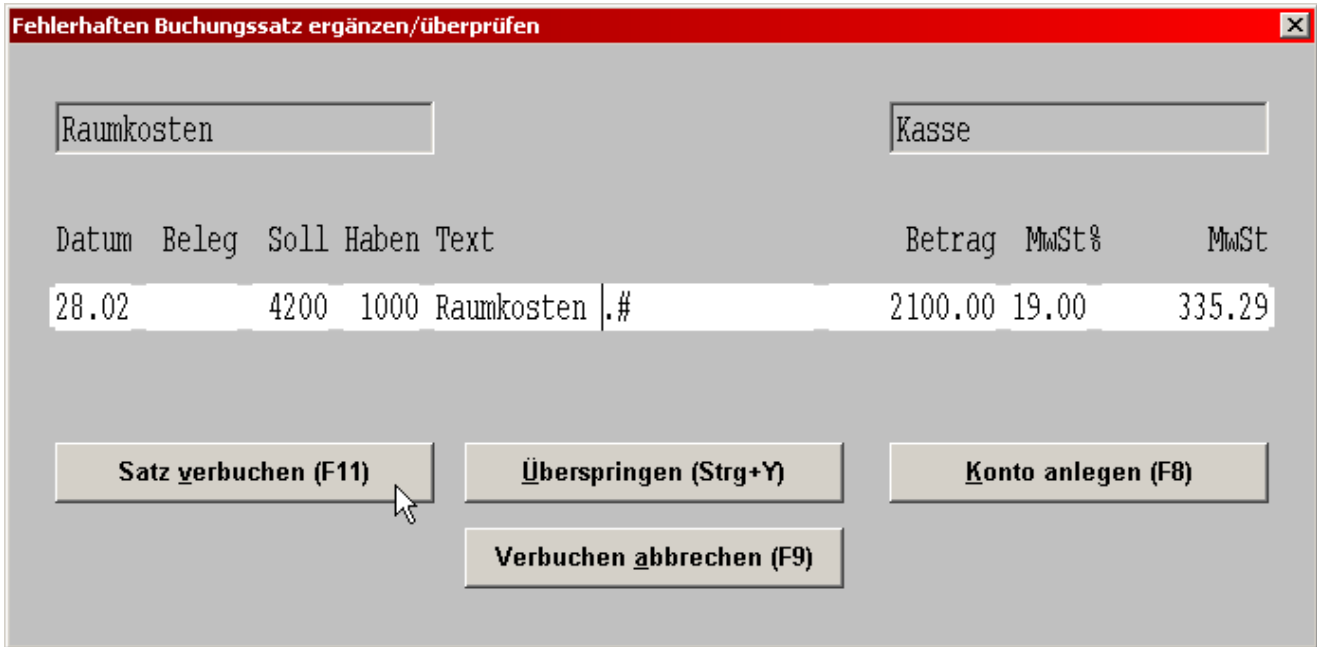 Fehlerhaften Buchungssatz ergänzen/überprüfen
Raumkosten Kasse
Datum Beleg Soll Haben Text Betrag MwSt% MwSt
28.02 4200 1000 Raumkosten .# 2100.00 19.00 335.29
Satz verbuchen (F11) Überspringen (Strg+Y) Konto anlegen (F8)
Verbuchen abbrechen (F9)